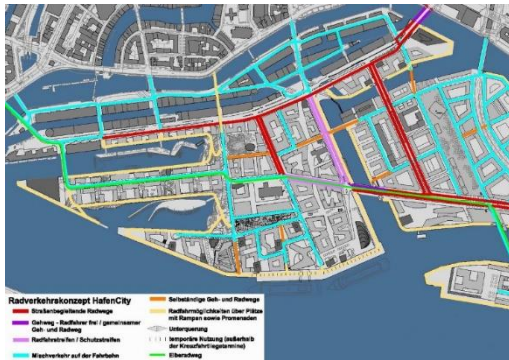 Radverkehrskonzept HafenCity
Straßenbegleitende Radwege
Gehweg - Radfahrer frei / gemeinsamer
Geh- und Radweg
Radfahrstreifen / Schutzstreifen
Mischverkehr auf der Fahrbahn
Selbständige Geh- und Radwege
Radfahrmöglichkeiten über Plätze
mit Rampen sowie Promenaden
Unterquerung
temporäre Nutzung (außerhalb
der Kreuzfahrtliegetermine)
Elberadweg